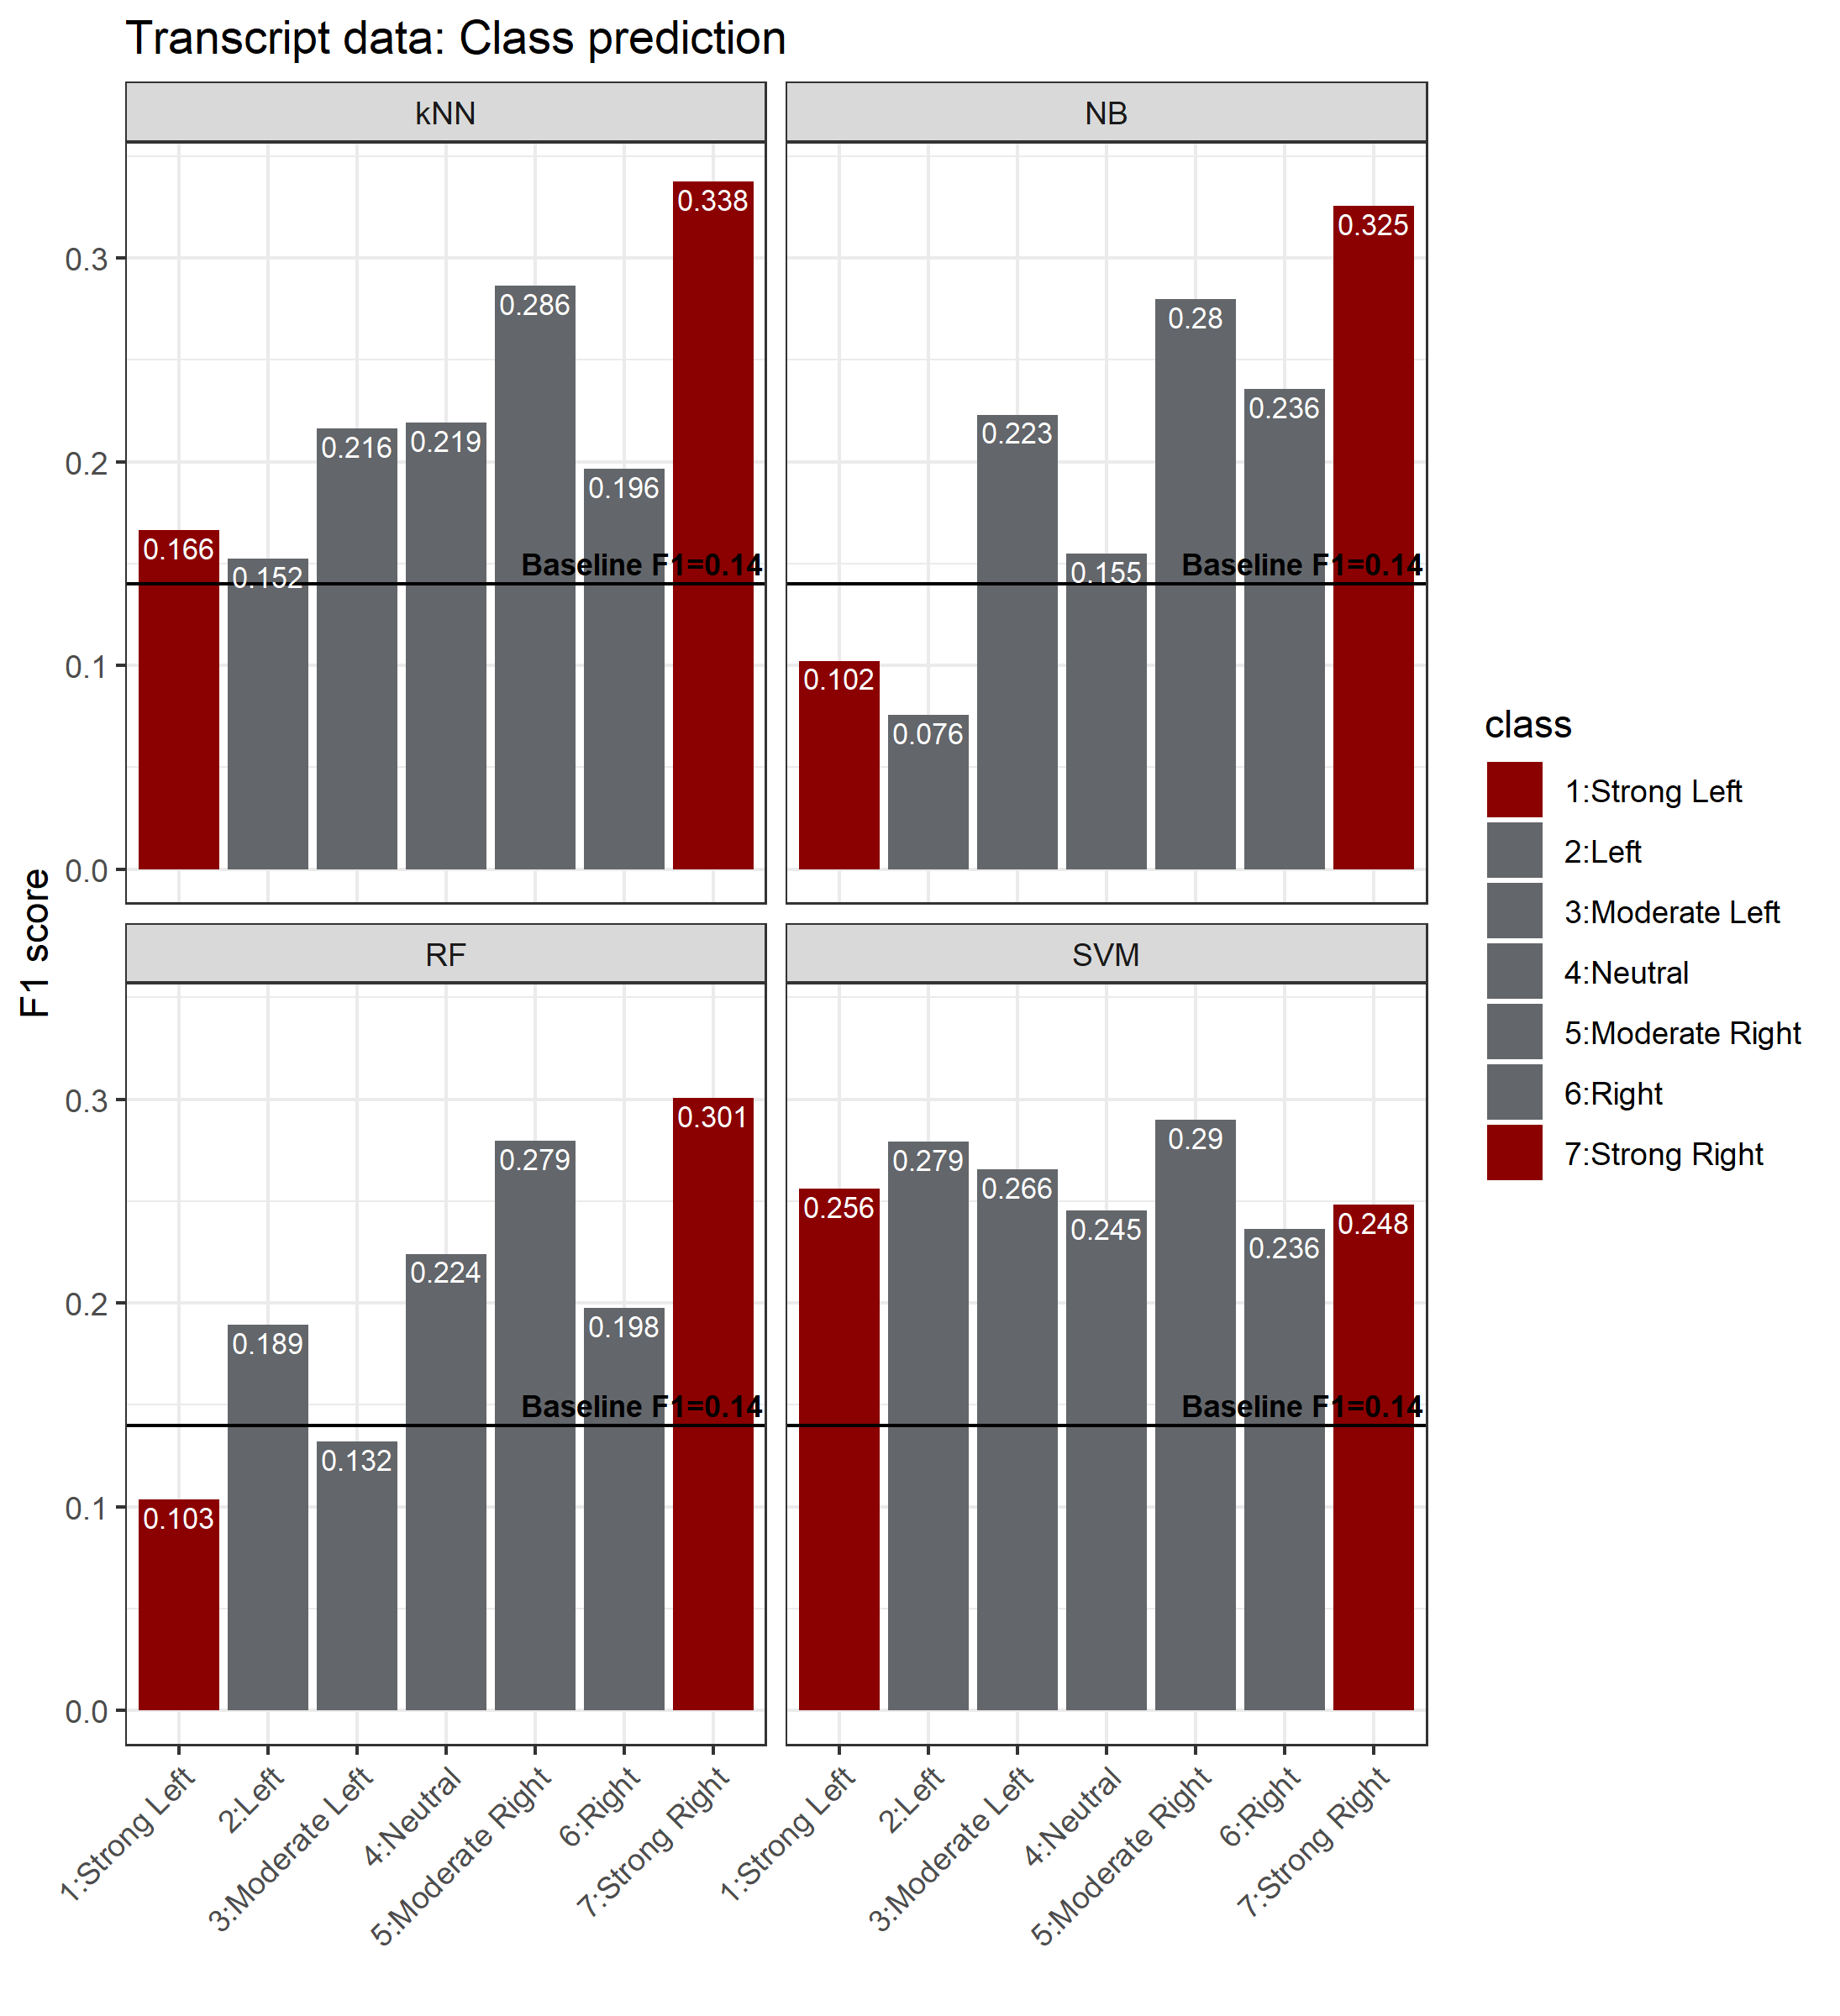 Transcript data: Class prediction
kNN
NB
0.3
0.2
0.1
0.0
0.166
0.152
0.216
0.219
0.286
0.196
0.338
Baseline F1=0.14
0.102
0.076
0.223
0.155
0.28
0.236
0.325
Baseline F1=0.14
F1 score
RF
SVM
0.3
0.2
0.1
0.0
0.103
0.189
0.132
0.224
0.279
0.198
0.301
Baseline F1=0.14
0.256
0.279
0.266
0.245
0.29
0.236
0.248
Baseline F1=0.14
1:Strong Left
2:Left
3:Moderate Left
4:Neutral
5:Moderate Right
6:Right
7:Strong Right
1:Strong Left
2:Left
3:Moderate Left
4:Neutral
5:Moderate Right
6:Right
7:Strong Right
class
1:Strong Left
2:Left
3:Moderate Left
4:Neutral
5:Moderate Right
6:Right
7:Strong Right